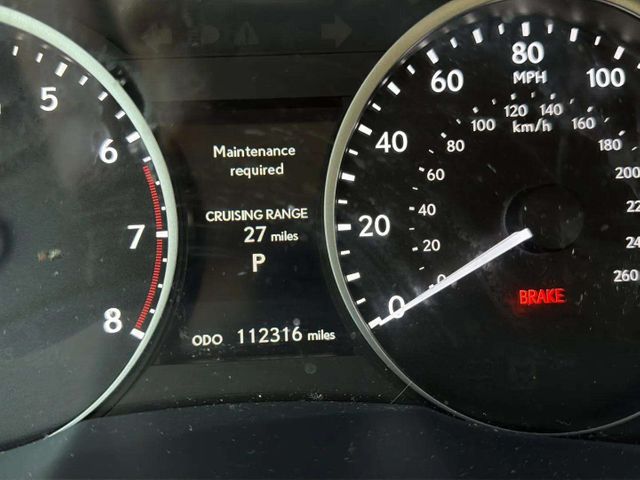 5
6
7
8
Maintenance
required
CRUISING RANGE
27 miles
P
ODO 112316 miles
0
20
40
60
80
100
MPH
km/h
0
20
40
60
80
100
120
140
160
180
200
260
BRAKE